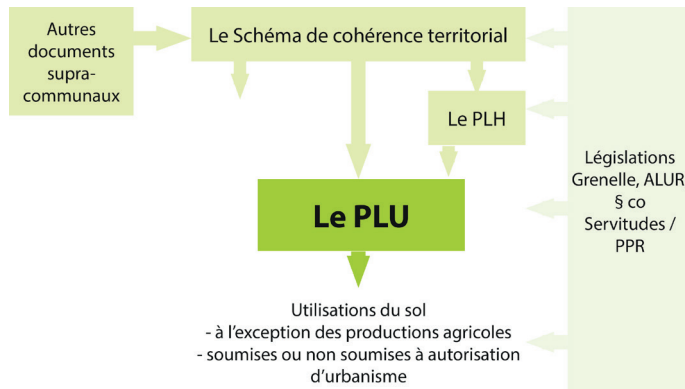 Autres
documents
supra-
communaux
Le Schéma de cohérence territorial
Le PLH
Législations
Grenelle, ALUR
§ co
Servitudes /
PPR
Le PLU
Utilisations du sol
- à l'exception des productions agricoles
- soumises ou non soumises à autorisation
d'urbanisme